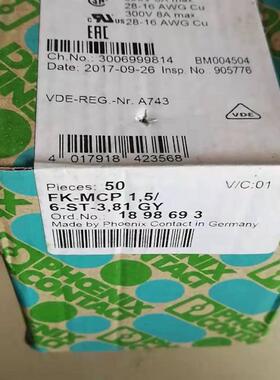 300V 8A max
28-16 AWG Cu
300V 8A max
28-16 AWG Cu
EAC
Ch.No.: 3006999814 BM004504
Date: 2017-09-26 Insp.No. 905776
VDE-REG.-Nr. A743
VDE
4 017918 423568
Pieces: 50 V/C:01
FK-MCP 1,5/
6-ST-3,81 GY
Ord.No.: 18 98 69 3
Made by Phoenix Contact in Germany
PHOENIX
CONTACT